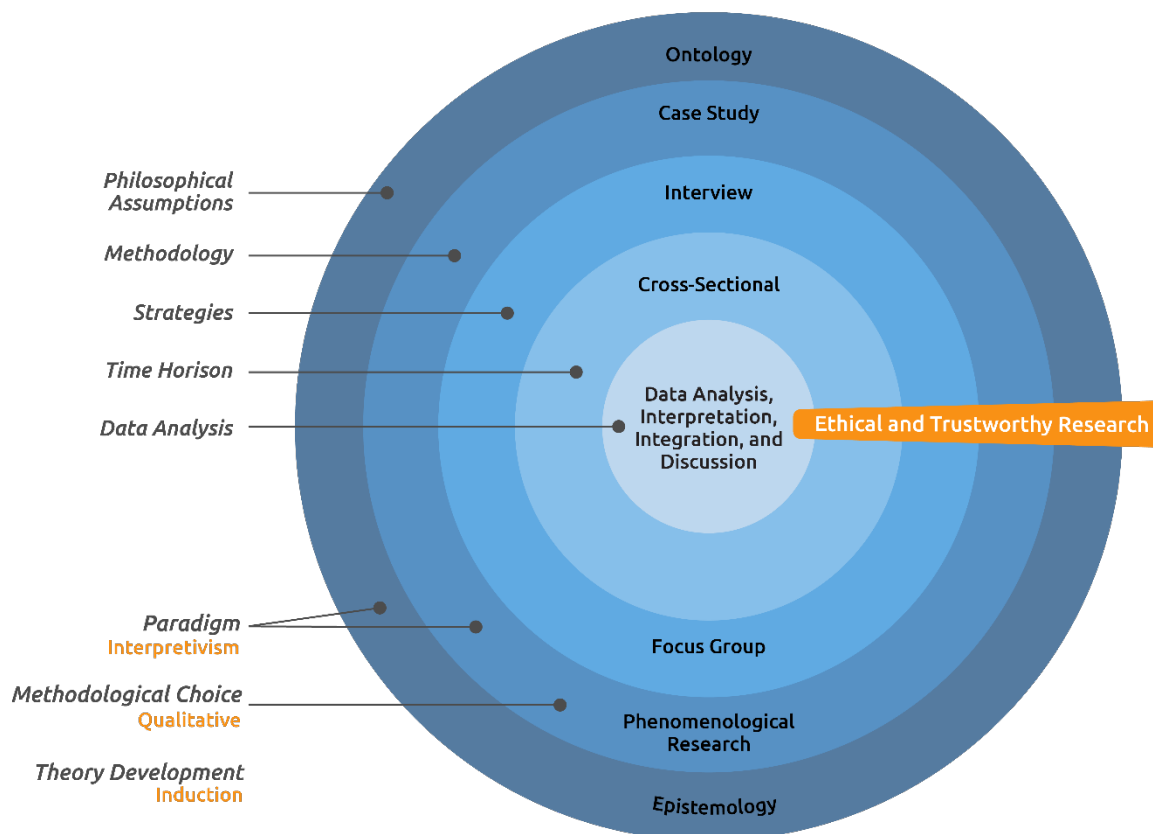 Ontology
Case Study
Interview
Cross-Sectional
Data Analysis,
Interpretation,
Integration, and
Discussion
Ethical and Trustworthy Research
Focus Group
Phenomenological
Research
Epistemology
Philosophical
Assumptions
Methodology
Strategies
Time Horison
Data Analysis
Paradigm
Interpretivism
Methodological Choice
Qualitative
Theory Development
Induction